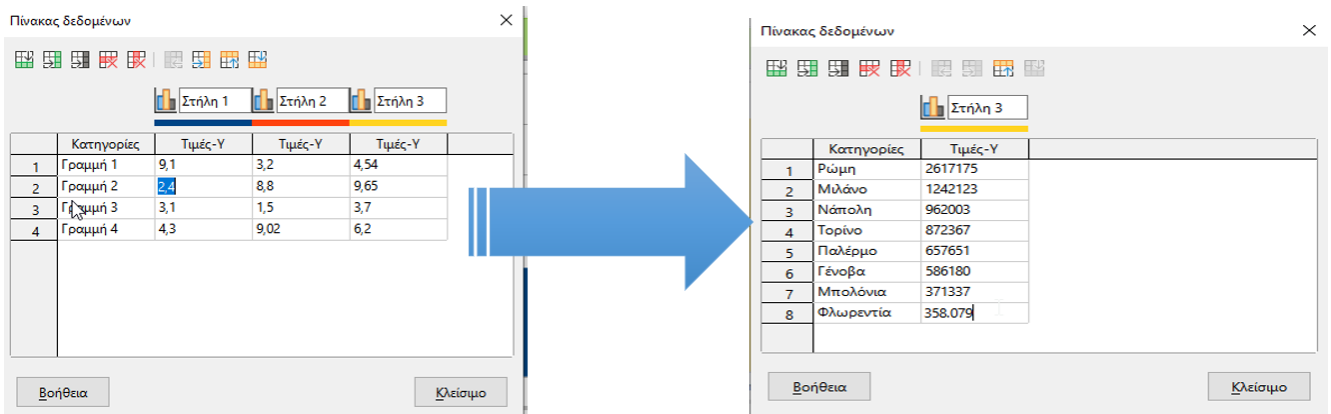 Πίνακας δεδομένων
Στήλη 1 Στήλη 2 Στήλη 3
Κατηγορίες Τιμές-Y Τιμές-Y Τιμές-Y
1 Γραμμή 1 9,1 3,2 4,54
2 Γραμμή 2 2,4 8,8 9,65
3 Γραμμή 3 3,1 1,5 3,7
4 Γραμμή 4 4,3 9,02 6,2
Βοήθεια Κλείσιμο
Πίνακας δεδομένων
Στήλη 3
Κατηγορίες Τιμές-Y
1 Ρώμη 2617175
2 Μιλάνο 1242123
3 Νάπολη 962003
4 Τορίνο 872367
5 Παλέρμο 657651
6 Γένοβα 586180
7 Μπολόνια 371337
8 Φλωρεντία 358.079
Βοήθεια Κλείσιμο